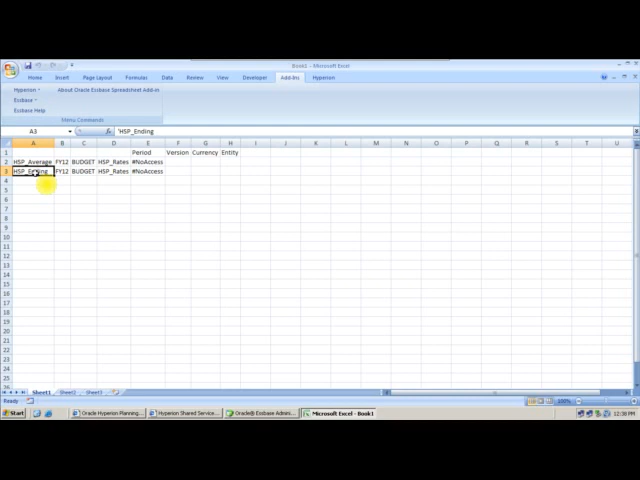 Book1 - Microsoft Excel
Home Insert Page Layout Formulas Data Review View Developer Add-Ins Hyperion
Hyperion About Oracle Essbase Spreadsheet Add-in
Essbase
Essbase Help
Menu Commands
A3 fx 'HSP_Ending
A B C D E F G H I J K L M N O P Q R S T U
1 Period Version Currency Entity
2 HSP_Average FY12 BUDGET HSP_Rates #NoAccess
3 HSP_Ending FY12 BUDGET HSP_Rates #NoAccess
4
5
6
7
8
9
10
11
12
13
14
15
16
17
18
19
20
21
22
23
24
25
26
Sheet1 Sheet2 Sheet3
Ready 100%
Start Oracle Hyperion Planning... Hyperion Shared Service... Oracle® Essbase Admini... Microsoft Excel - Book1 12:38 PM